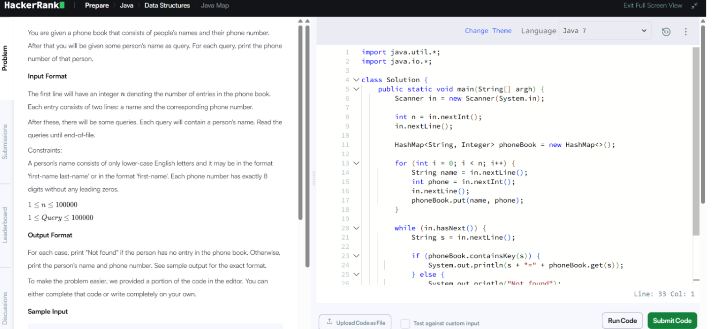 HackerRank
Prepare
Java
Data Structures
Java Map
Exit Full Screen View
Problem
Submissions
Leaderboard
Discussions
You are given a phone book that consists of people's names and their phone number.
After that you will be given some person's name as query. For each query, print the phone
number of that person.
Input Format
The first line will have an integer n denoting the number of entries in the phone book.
Each entry consists of two lines: a name and the corresponding phone number.
After these, there will be some queries. Each query will contain a person's name. Read the
queries until end-of-file.
Constraints:
A person's name consists of only lower-case English letters and it may be in the format
'first-name last-name' or in the format 'first-name'. Each phone number has exactly 8
digits without any leading zeros.
1 ≤ n ≤ 100000
1 ≤ Query ≤ 100000
Output Format
For each case, print "Not found" if the person has no entry in the phone book. Otherwise,
print the person's name and phone number. See sample output for the exact format.
To make the problem easier, we provided a portion of the code in the editor. You can
either complete that code or write completely on your own.
Sample Input
Change Theme
Language Java 7
1 import java.util.*;
2 import java.io.*;
3
4 class Solution {
5 public static void main(String[] argh) {
6 Scanner in = new Scanner(System.in);
7
8 int n = in.nextInt();
9 in.nextLine();
10
11 HashMap<String, Integer> phoneBook = new HashMap<>();
12
13 for (int i = 0; i < n; i++) {
14 String name = in.nextLine();
15 int phone = in.nextInt();
16 in.nextLine();
17 phoneBook.put(name, phone);
18 }
19
20 while (in.hasNext()) {
21 String s = in.nextLine();
22
23 if (phoneBook.containsKey(s)) {
24 System.out.println(s + "=" + phoneBook.get(s));
25 } else {
26 System.out.println("Not found");
Line: 33 Col: 1
Upload Code as File
Test against custom input
Run Code
Submit Code